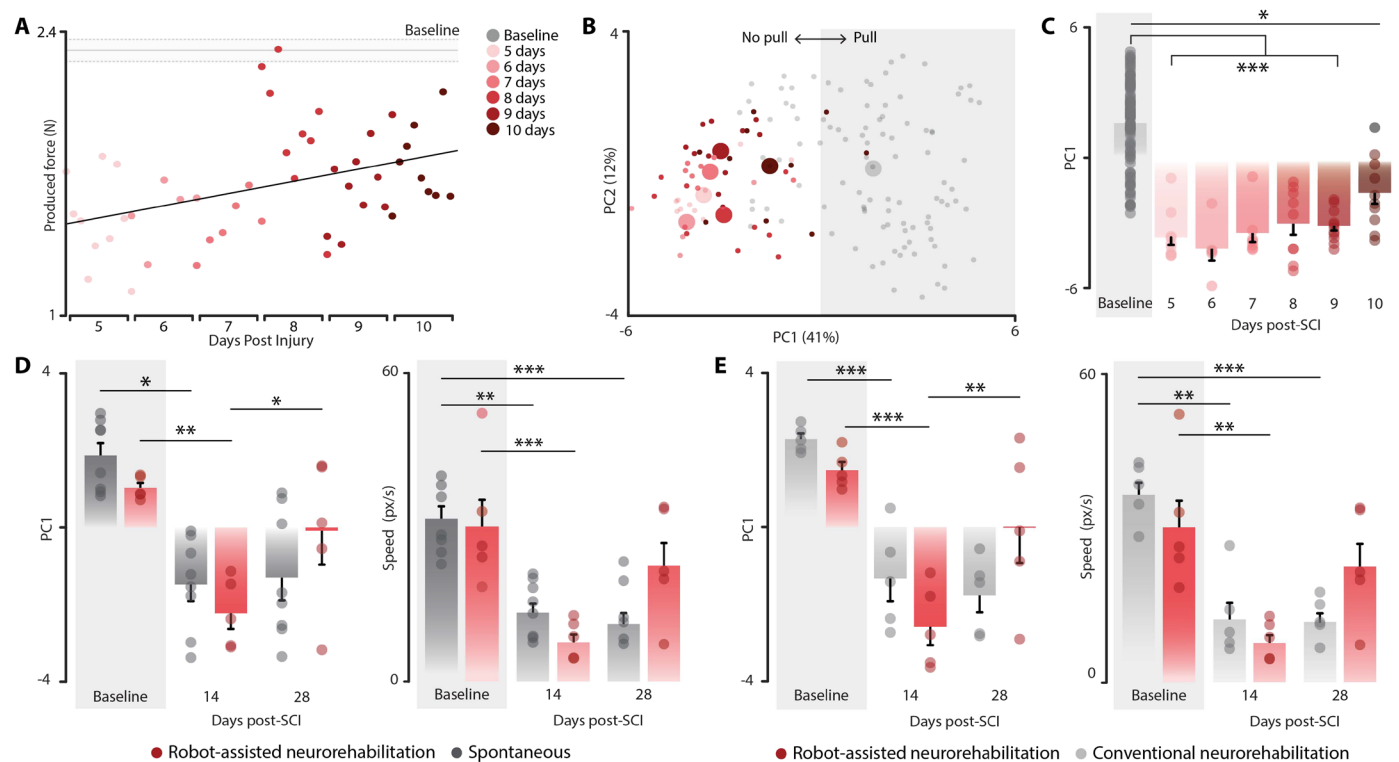 A
2.4
Baseline
Produced force (N)
1
5
6
7
8
9
10
Days Post Injury
Baseline
5 days
6 days
7 days
8 days
9 days
10 days
B
4
No pull
Pull
PC2 (12%)
-4
-6
PC1 (41%)
6
C
6
*
***
PC1
-6
Baseline
5
6
7
8
9
10
Days post-SCI
D
4
*
*
**
PC1
-4
Baseline
14
28
Days post-SCI
60
***
**
***
Speed (px/s)
0
Baseline
14
28
Days post-SCI
Robot-assisted neurorehabilitation
Spontaneous
E
4
***
**
***
PC1
-4
Baseline
14
28
Days post-SCI
60
***
**
**
Speed (px/s)
0
Baseline
14
28
Days post-SCI
Robot-assisted neurorehabilitation
Conventional neurorehabilitation